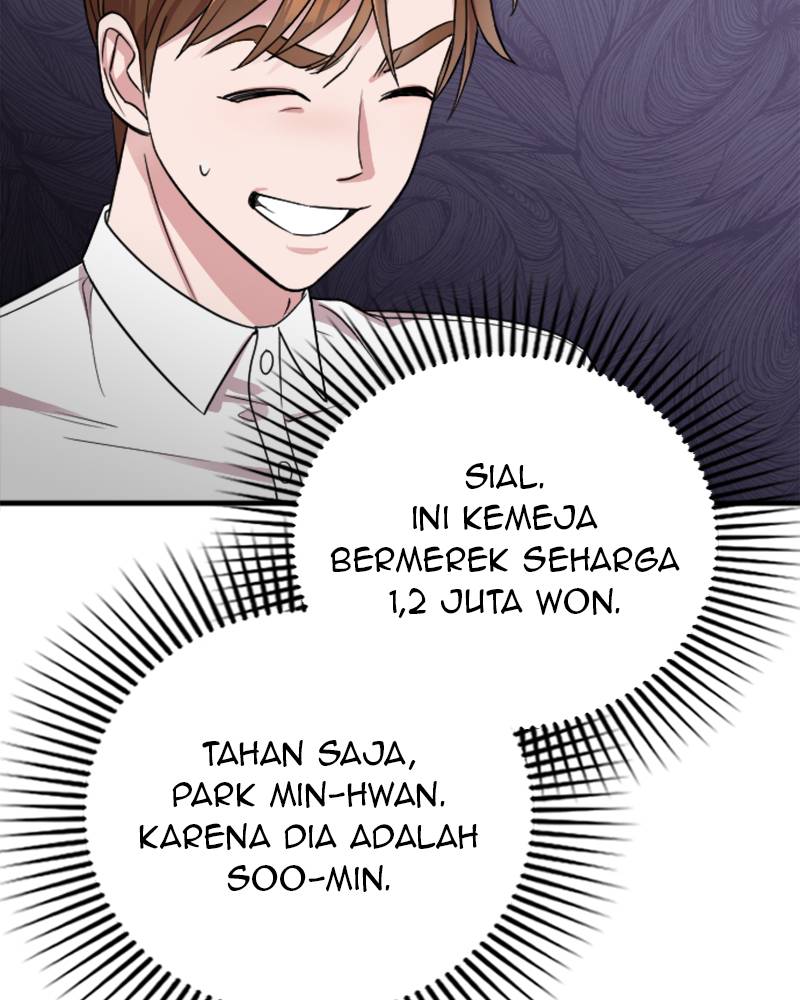 SIAL.
INI KEMEJA
BERMEREK SEHARGA
1,2 JUTA WON.
TAHAN SAJA,
PARK MIN-HWAN.
KARENA DIA ADALAH
SOO-MIN.